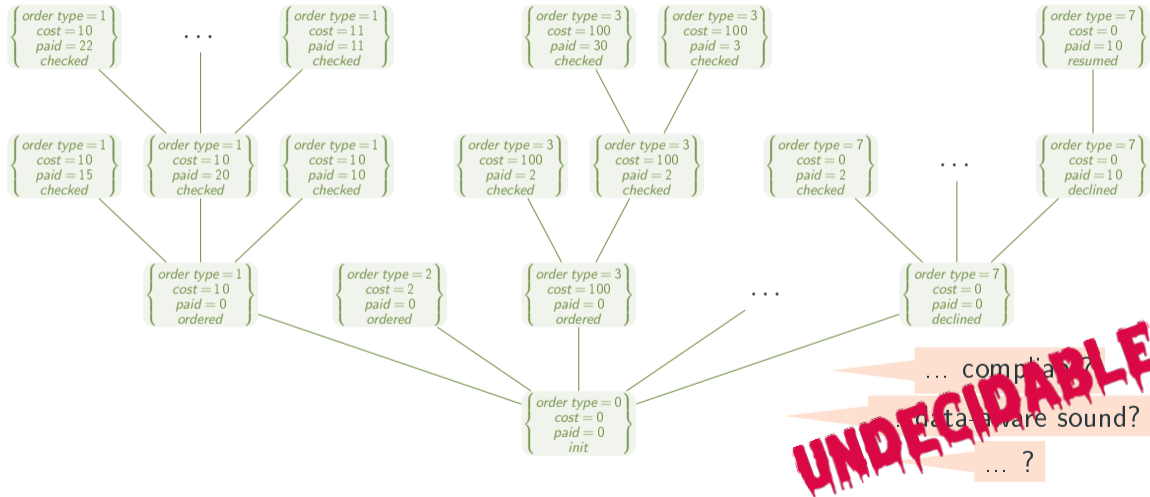 order type = 1
cost = 10
paid = 22
checked
...
order type = 1
cost = 11
paid = 11
checked
order type = 3
cost = 100
paid = 30
checked
order type = 3
cost = 100
paid = 3
checked
order type = 7
cost = 0
paid = 10
resumed
order type = 1
cost = 10
paid = 15
checked
order type = 1
cost = 10
paid = 20
checked
order type = 1
cost = 10
paid = 10
checked
order type = 3
cost = 100
paid = 2
checked
order type = 3
cost = 100
paid = 2
checked
order type = 7
cost = 0
paid = 2
checked
...
order type = 7
cost = 0
paid = 10
declined
order type = 1
cost = 10
paid = 0
ordered
order type = 2
cost = 2
paid = 0
ordered
order type = 3
cost = 100
paid = 0
ordered
...
order type = 7
cost = 0
paid = 0
declined
order type = 0
cost = 0
paid = 0
init
... compliant?
... data-aware sound?
... ?
UNDECIDABLE